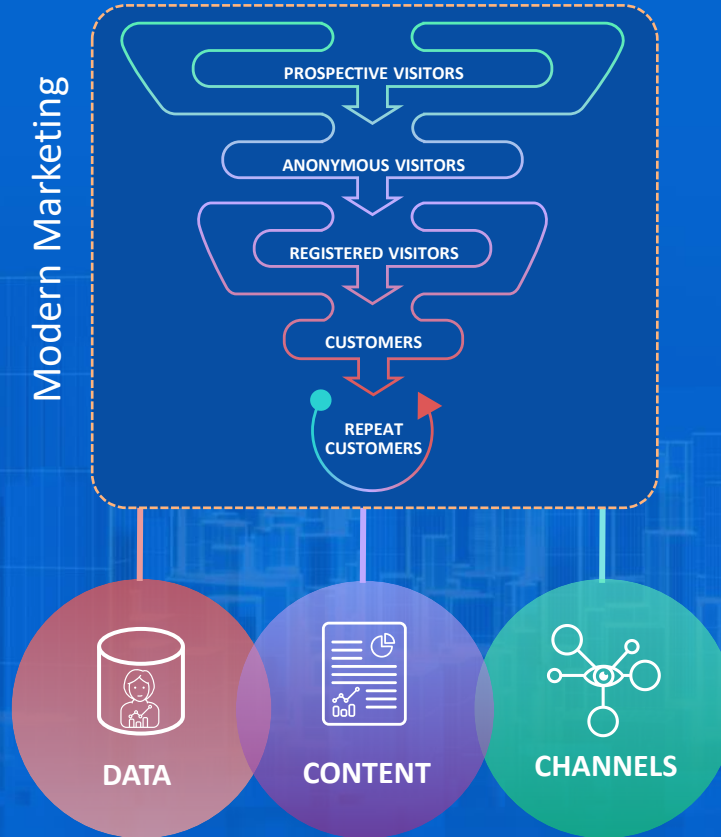 Modern Marketing
PROSPECTIVE VISITORS
ANONYMOUS VISITORS
REGISTERED VISITORS
CUSTOMERS
REPEAT
CUSTOMERS
DATA
CONTENT
CHANNELS